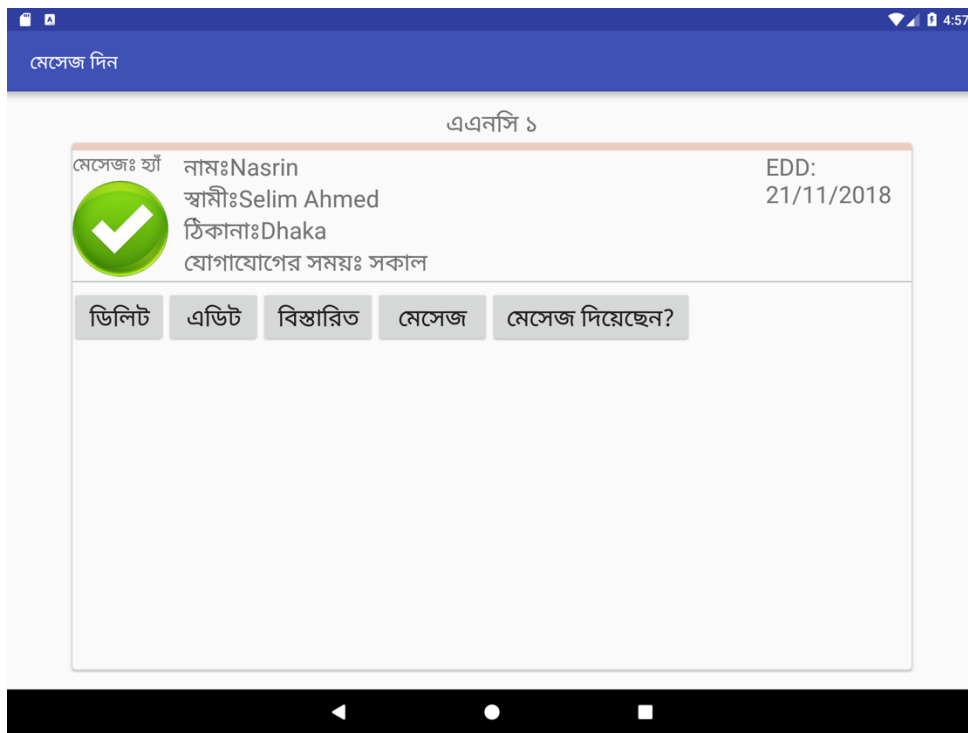 4:57
মেসেজ দিন
এএনসি ১
মেসেজঃ হ্যাঁ
নামঃNasrin
স্বামীঃSelim Ahmed
ঠিকানাঃDhaka
যোগাযোগের সময়ঃ সকাল
EDD:
21/11/2018
ডিলিট এডিট বিস্তারিত মেসেজ মেসেজ দিয়েছেন?